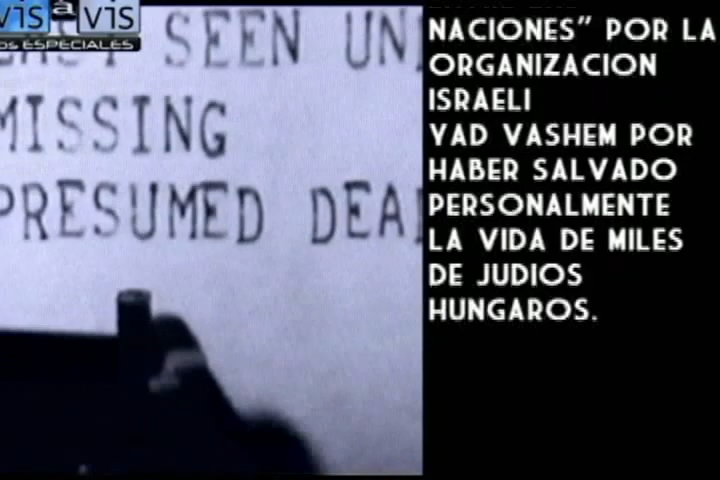 vis a vis
ESPECIALES
SEEN
MISSING
PRESUMED
NACIONES” POR LA
ORGANIZACION
ISRAELI
YAD VASHEM POR
HABER SALVADO
PERSONALMENTE
LA VIDA DE MILES
DE JUDIOS
HUNGAROS.